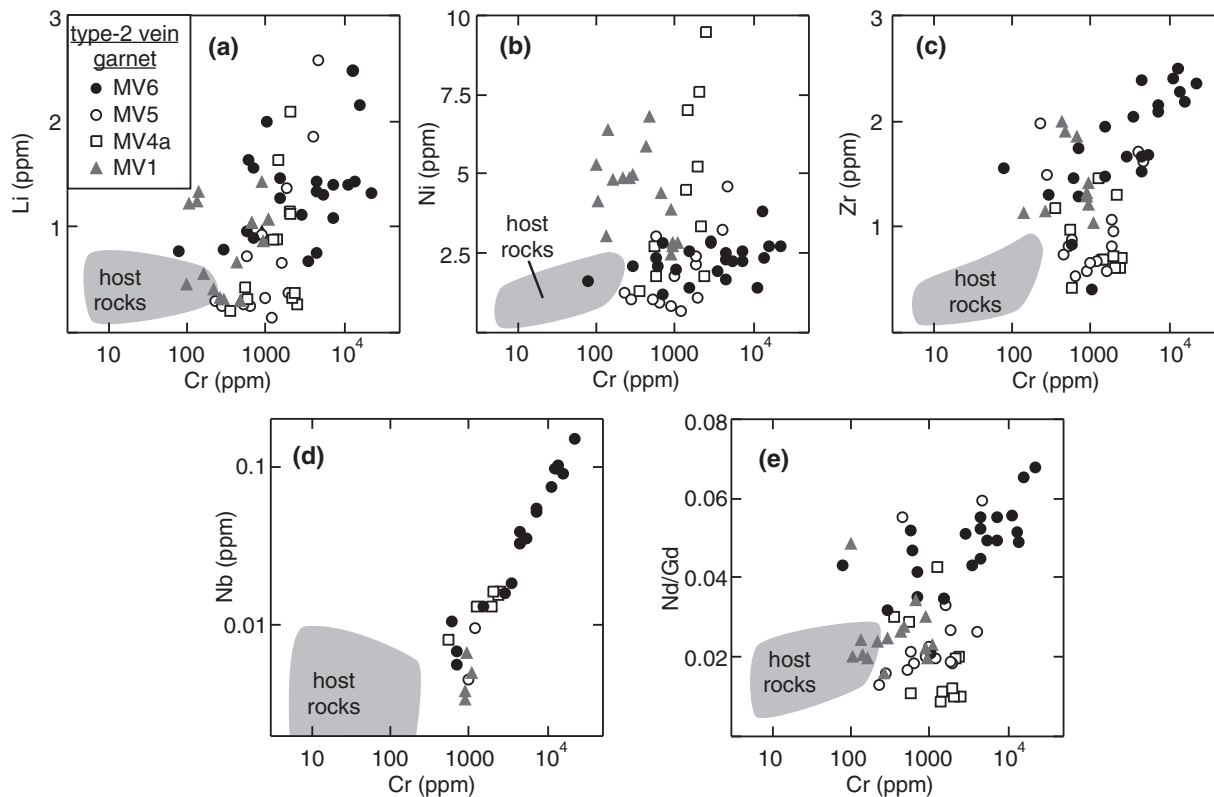 type-2 vein
garnet
MV6
MV5
MV4a
MV1
(a)
3
2
1
Li (ppm)
host
rocks
10
100
1000
10⁴
Cr (ppm)
(b)
10
7.5
5
2.5
Ni (ppm)
host
rocks
10
100
1000
10⁴
Cr (ppm)
(c)
3
2
1
Zr (ppm)
host
rocks
10
100
1000
10⁴
Cr (ppm)
(d)
0.1
0.01
Nb (ppm)
host
rocks
10
100
1000
10⁴
Cr (ppm)
(e)
0.08
0.06
0.04
0.02
Nd/Gd
host
rocks
10
100
1000
10⁴
Cr (ppm)